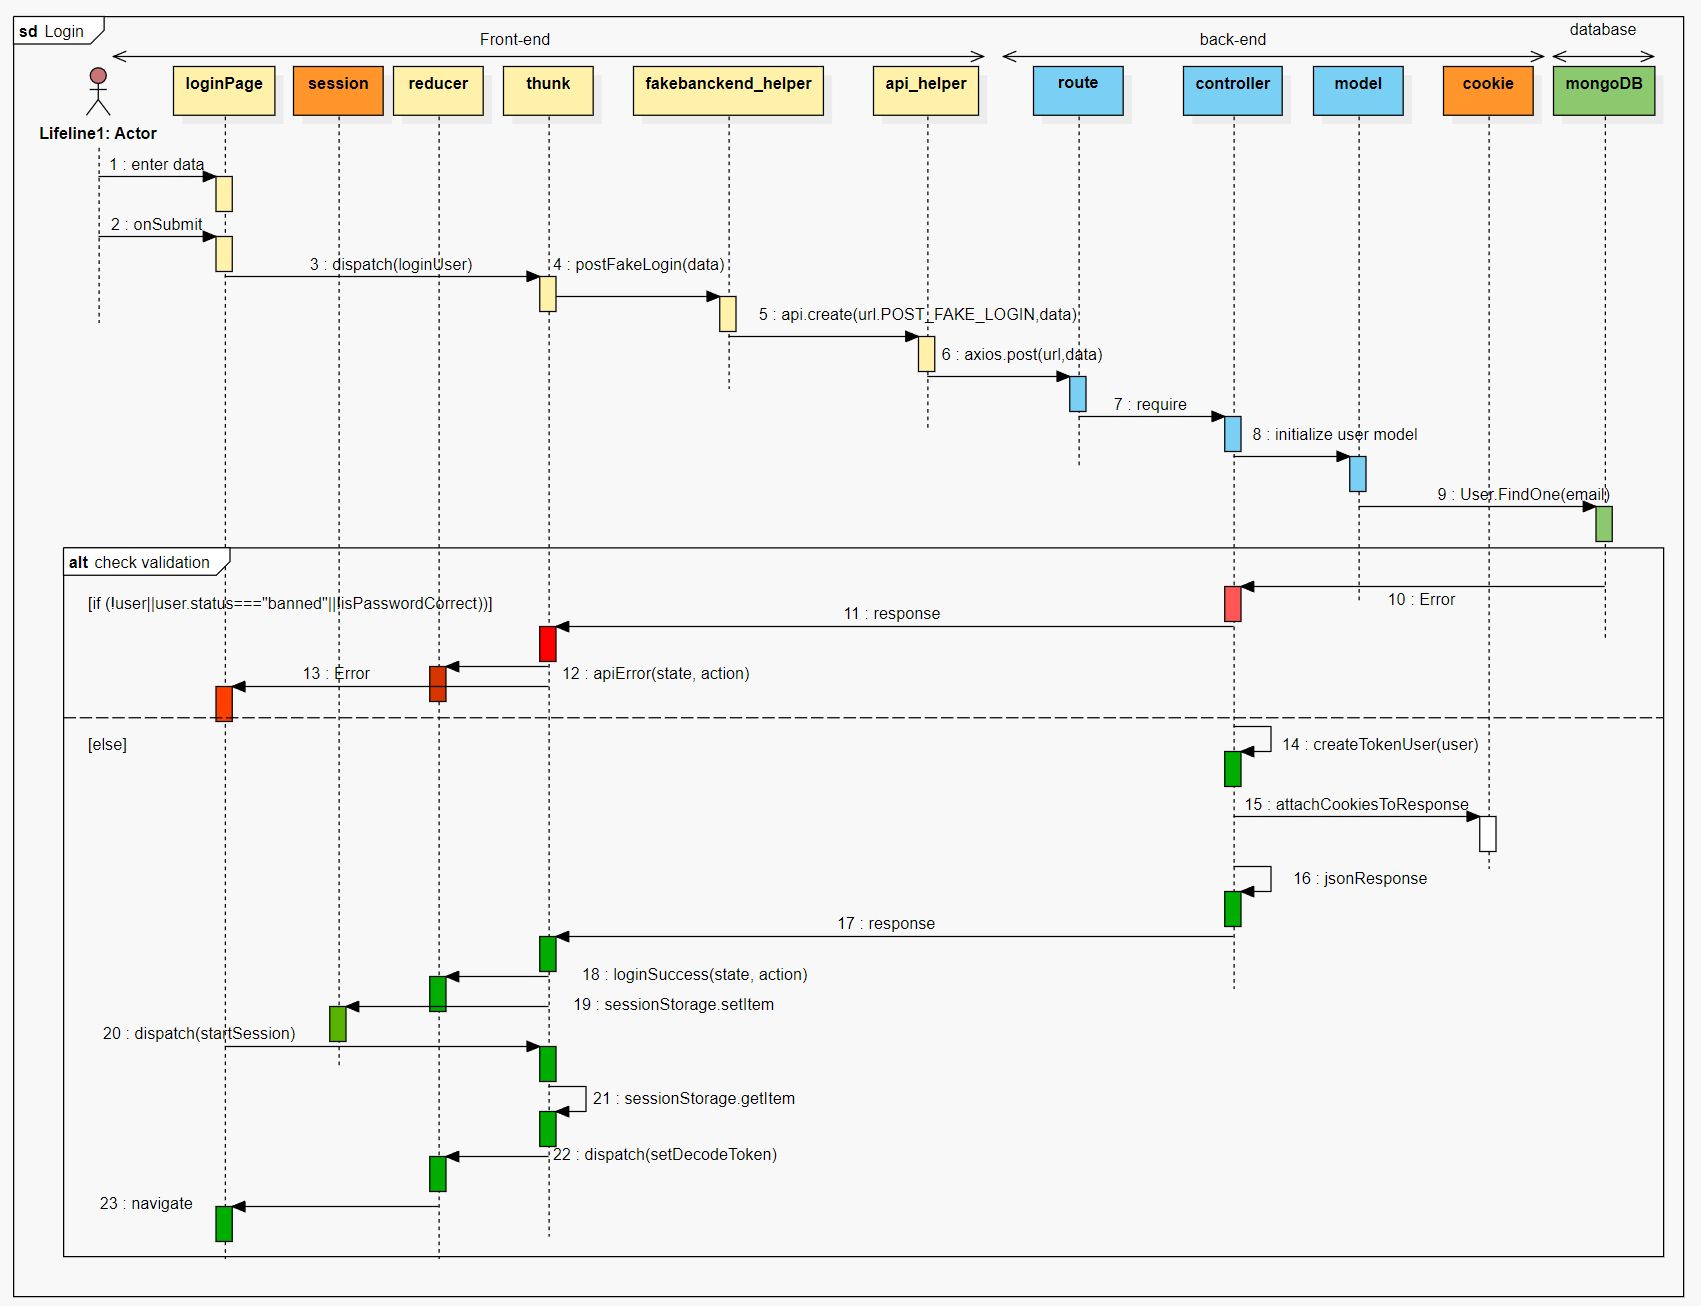 sd Login
Front-end
back-end
database
loginPage
session
reducer
thunk
fakebanckend_helper
api_helper
route
controller
model
cookie
mongoDB
Lifeline1: Actor
1 : enter data
2 : onSubmit
3 : dispatch(loginUser)
4 : postFakeLogin(data)
5 : api.create(url.POST_FAKE_LOGIN,data)
6 : axios.post(url,data)
7 : require
8 : initialize user model
9 : User.FindOne(email)
alt check validation
[if (!user||user.status==="banned"||!isPasswordCorrect))]
10 : Error
11 : response
12 : apiError(state, action)
13 : Error
[else]
14 : createTokenUser(user)
15 : attachCookiesToResponse
16 : jsonResponse
17 : response
18 : loginSuccess(state, action)
19 : sessionStorage.setItem
20 : dispatch(startSession)
21 : sessionStorage.getItem
22 : dispatch(setDecodeToken)
23 : navigate